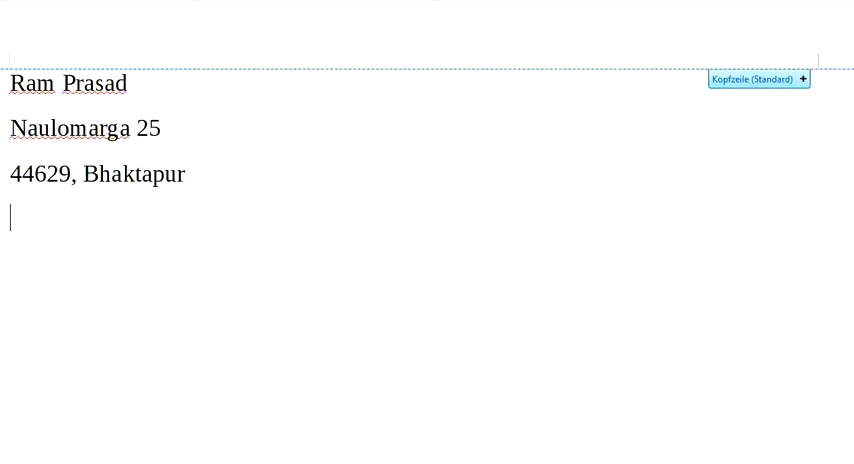 Ram Prasad
Kopfzeile (Standard) +
Naulomarga 25
44629, Bhaktapur